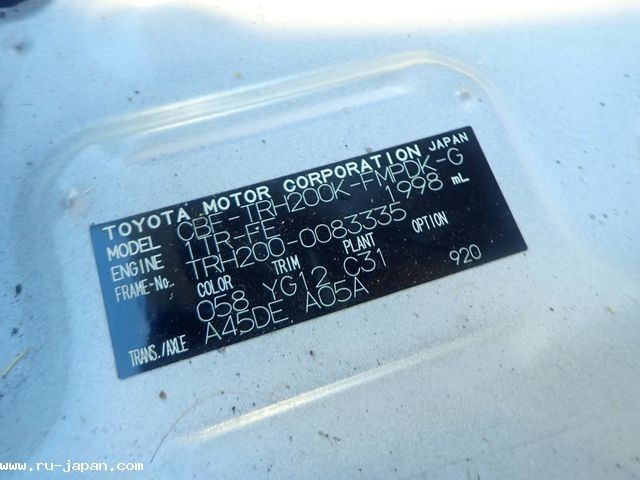 TOYOTA MOTOR CORPORATION JAPAN
MODEL CBF-TRH200K-FMPDK-G
ENGINE 1TR-FE 1998 mL
FRAME-No. TRH200-0083335
COLOR TRIM PLANT OPTION
058 YG12 C31 920
TRANS./AXLE A45DE A05A
www.ru-japan.com